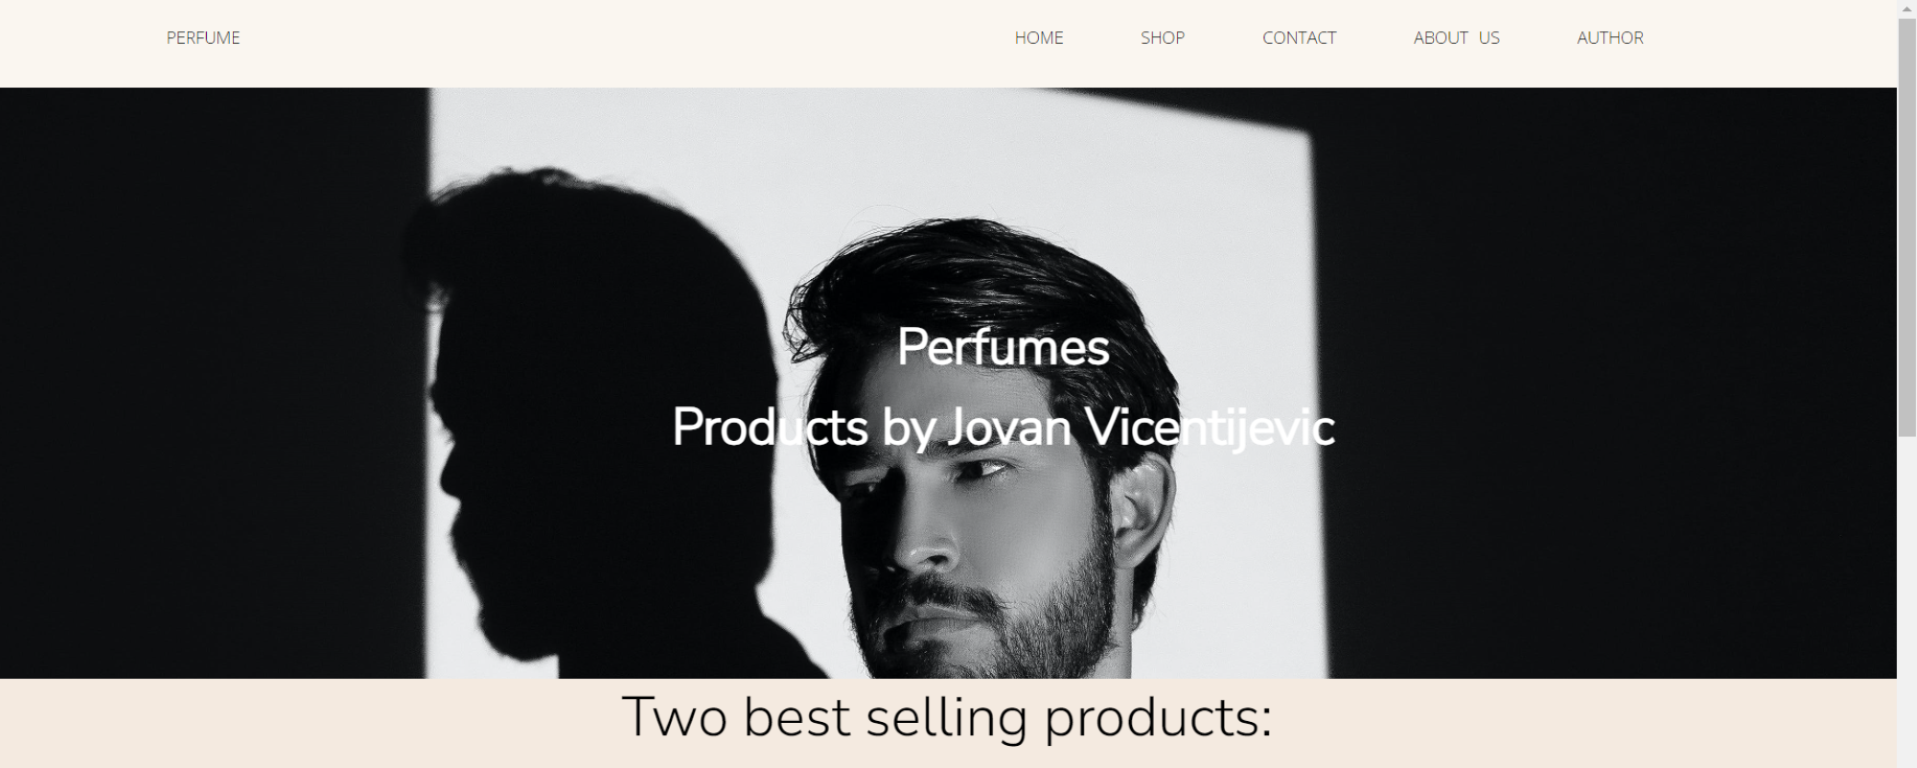 PERFUME HOME SHOP CONTACT ABOUT US AUTHOR
Perfumes
Products by Jovan Vicentijevic
Two best selling products: